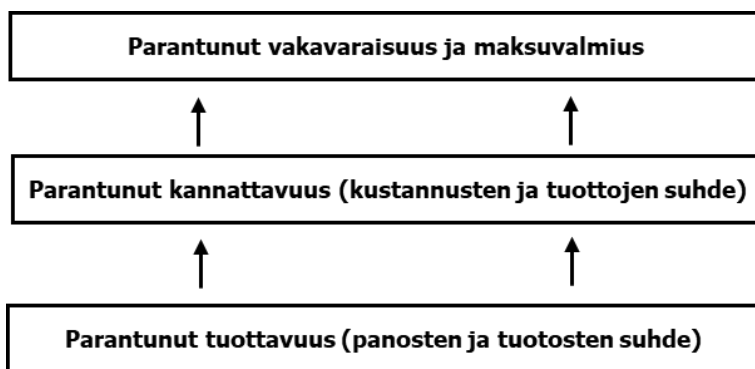 Parantunut vakavaraisuus ja maksuvalmius
Parantunut kannattavuus (kustannusten ja tuottojen suhde)
Parantunut tuottavuus (panosten ja tuotosten suhde)